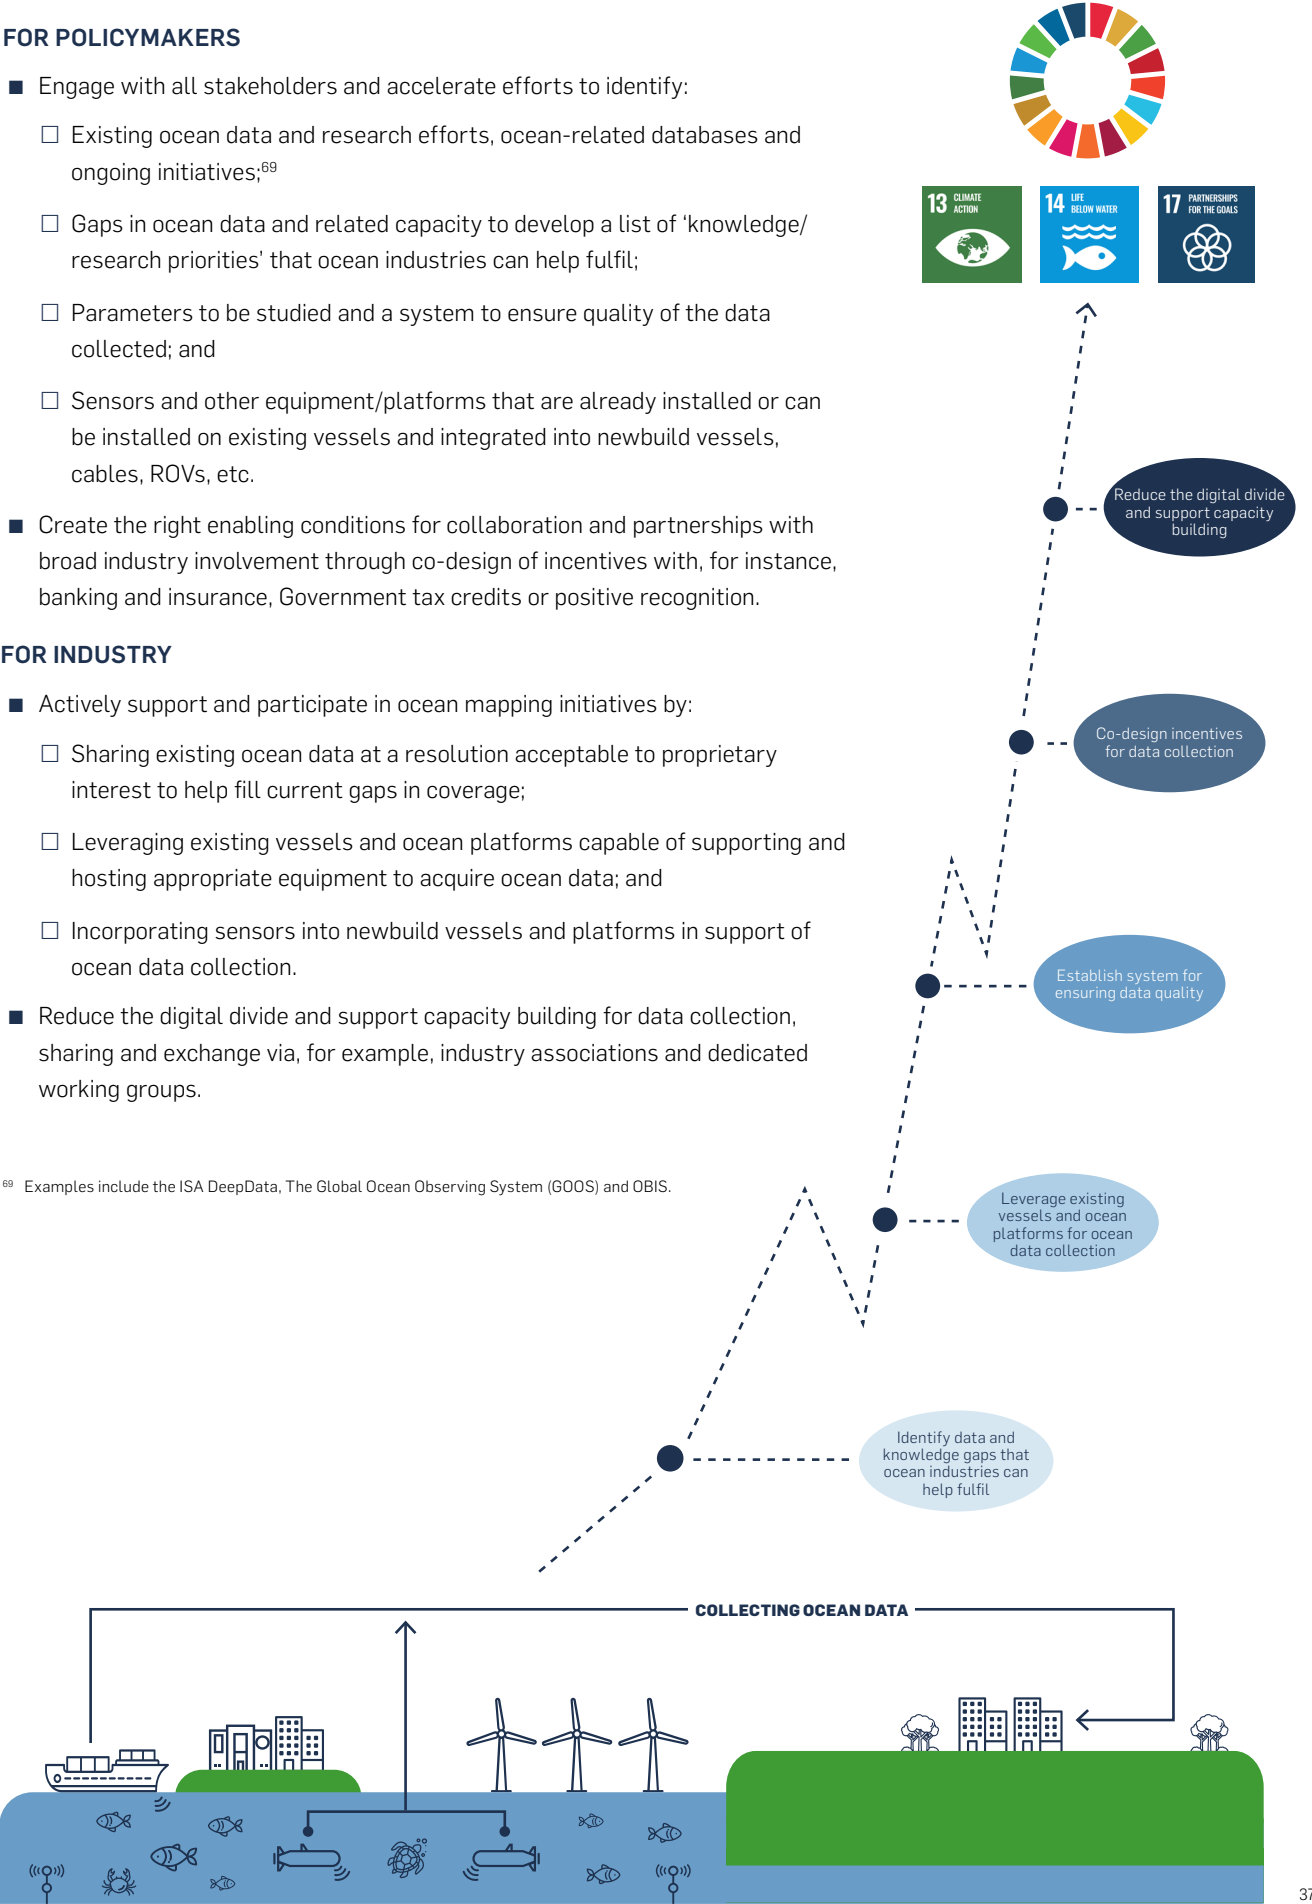 FOR POLICYMAKERS
■ Engage with all stakeholders and accelerate efforts to identify:
□ Existing ocean data and research efforts, ocean-related databases and
ongoing initiatives;69
□ Gaps in ocean data and related capacity to develop a list of ‘knowledge/
research priorities’ that ocean industries can help fulfil;
□ Parameters to be studied and a system to ensure quality of the data
collected; and
□ Sensors and other equipment/platforms that are already installed or can
be installed on existing vessels and integrated into newbuild vessels,
cables, ROVs, etc.
■ Create the right enabling conditions for collaboration and partnerships with
broad industry involvement through co-design of incentives with, for instance,
banking and insurance, Government tax credits or positive recognition.
FOR INDUSTRY
■ Actively support and participate in ocean mapping initiatives by:
□ Sharing existing ocean data at a resolution acceptable to proprietary
interest to help fill current gaps in coverage;
□ Leveraging existing vessels and ocean platforms capable of supporting and
hosting appropriate equipment to acquire ocean data; and
□ Incorporating sensors into newbuild vessels and platforms in support of
ocean data collection.
■ Reduce the digital divide and support capacity building for data collection,
sharing and exchange via, for example, industry associations and dedicated
working groups.
69 Examples include the ISA DeepData, The Global Ocean Observing System (GOOS) and OBIS.
13 CLIMATE
ACTION
14 LIFE
BELOW WATER
17 PARTNERSHIPS
FOR THE GOALS
Reduce the digital divide
and support capacity
building
Co-design incentives
for data collection
Establish system for
ensuring data quality
Leverage existing
vessels and ocean
platforms for ocean
data collection
Identify data and
knowledge gaps that
ocean industries can
help fulfil
COLLECTING OCEAN DATA
37